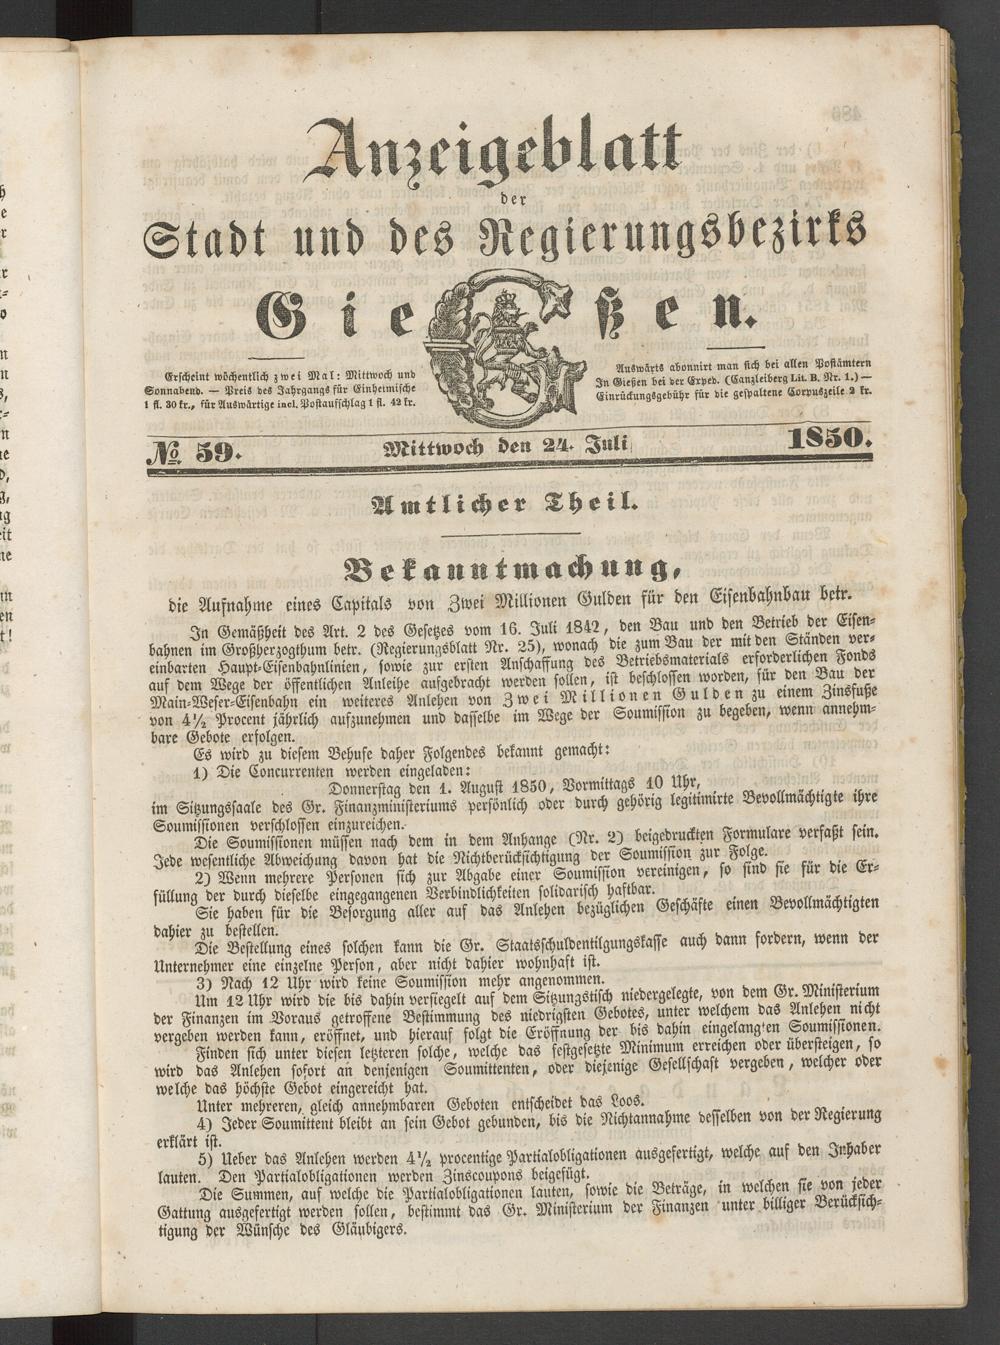 Anzeigeblatt
der
Stadt und des Regierungsbezirks
Gießen.
Erscheint wöchentlich zwei Mal: Mittwoch und
Sonnabend. — Preis des Jahrgangs für Einheimische
1 fl. 30 kr., für Auswärtige incl. Postaufschlag 1 fl. 42 kr.
Auswärts abonnirt man sich bei allen Postämtern
In Gießen bei der Exped. (Canzleiberg Lit. B. Nr. 1.) —
Einrückungsgebühr für die gespaltene Corpuszeile 2 kr.
№ 59. Mittwoch den 24. Juli 1850.
Amtlicher Theil.
Bekanntmachung,
die Aufnahme eines Capitals von Zwei Millionen Gulden für den Eisenbahnbau betr.
In Gemäßheit des Art. 2 des Gesetzes vom 16. Juli 1842, den Bau und den Betrieb der Eisen-
bahnen im Großherzogthum betr. (Regierungsblatt Nr. 25), wonach die zum Bau der mit den Ständen ver-
einbarten Haupt-Eisenbahnlinien, sowie zur ersten Anschaffung des Betriebsmaterials erforderlichen Fonds
auf dem Wege der öffentlichen Anleihe aufgebracht werden sollen, ist beschlossen worden, für den Bau der
Main-Weser-Eisenbahn ein weiteres Anlehen von Zwei Millionen Gulden zu einem Zinsfuße
von 4½ Procent jährlich aufzunehmen und dasselbe im Wege der Soumission zu begeben, wenn annehm-
bare Gebote erfolgen.
Es wird zu diesem Behufe daher Folgendes bekannt gemacht:
1) Die Concurrenten werden eingeladen:
Donnerstag den 1. August 1850, Vormittags 10 Uhr,
im Sitzungssaale des Gr. Finanzministeriums persönlich oder durch gehörig legitimirte Bevollmächtigte ihre
Soumissionen verschlossen einzureichen.
Die Soumissionen müssen nach dem in dem Anhange (Nr. 2) beigedruckten Formulare verfaßt sein.
Jede wesentliche Abweichung davon hat die Nichtberücksichtigung der Soumission zur Folge.
2) Wenn mehrere Personen sich zur Abgabe einer Soumission vereinigen, so sind sie für die Er-
füllung der durch dieselbe eingegangenen Verbindlichkeiten solidarisch haftbar.
Sie haben für die Besorgung aller auf das Anlehen bezüglichen Geschäfte einen Bevollmächtigten
dahier zu bestellen.
Die Bestellung eines solchen kann die Gr. Staatsschuldentilgungskasse auch dann fordern, wenn der
Unternehmer eine einzelne Person, aber nicht dahier wohnhaft ist.
3) Nach 12 Uhr wird keine Soumission mehr angenommen.
Um 12 Uhr wird die bis dahin versiegelt auf dem Sitzungstisch niedergelegte, von dem Gr. Ministerium
der Finanzen im Voraus getroffene Bestimmung des niedrigsten Gebotes, unter welchem das Anlehen nicht
vergeben werden kann, eröffnet, und hierauf folgt die Eröffnung der bis dahin eingelangten Soumissionen.
Finden sich unter diesen letzteren solche, welche das festgesetzte Minimum erreichen oder übersteigen, so
wird das Anlehen sofort an denjenigen Soumittenten, oder diejenige Gesellschaft vergeben, welcher oder
welche das höchste Gebot eingereicht hat.
Unter mehreren, gleich annehmbaren Geboten entscheidet das Loos.
4) Jeder Soumittent bleibt an sein Gebot gebunden, bis die Nichtannahme desselben von der Regierung
erklärt ist.
5) Ueber das Anlehen werden 4½ procentige Partialobligationen ausgefertigt, welche auf den Inhaber
lauten. Den Partialobligationen werden Zinscoupons beigefügt.
Die Summen, auf welche die Partialobligationen lauten, sowie die Beträge, in welchen sie von jeder
Gattung ausgefertigt werden sollen, bestimmt das Gr. Ministerium der Finanzen unter billiger Berücksich-
tigung der Wünsche des Gläubigers.